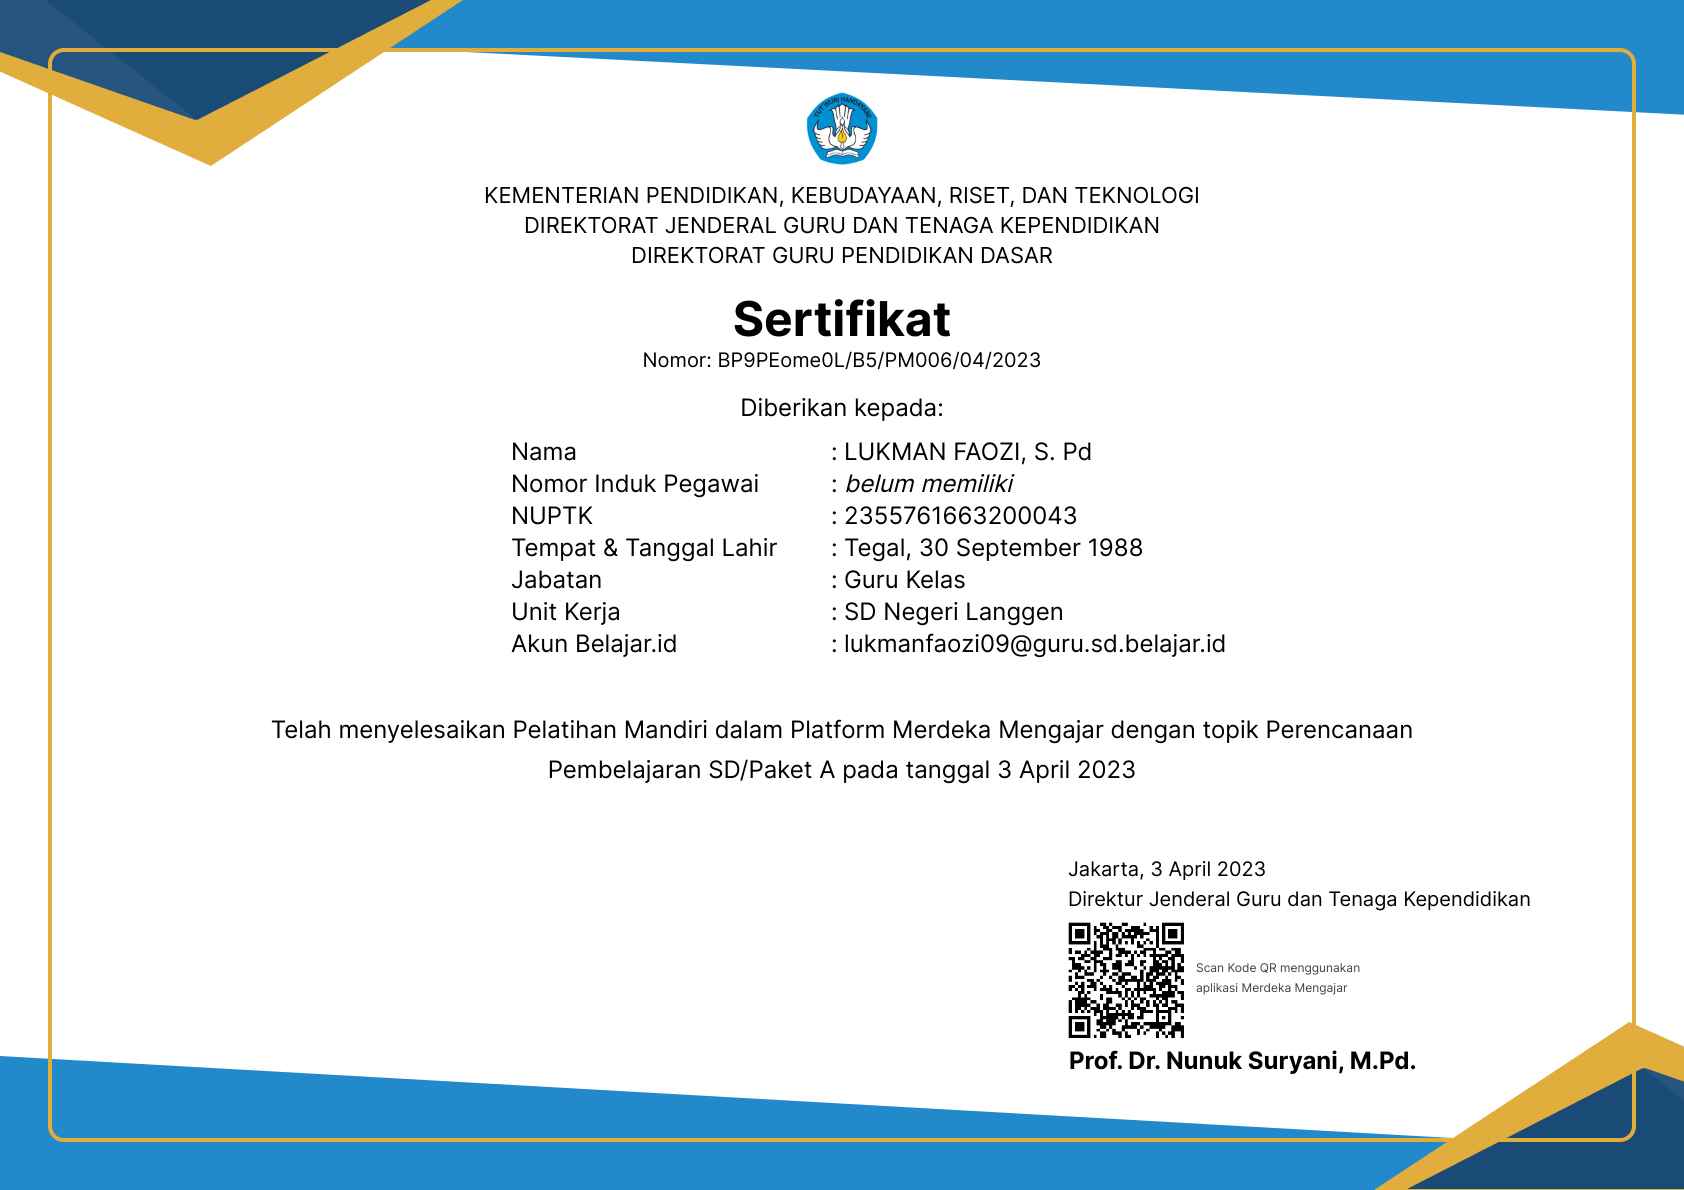 TUT WURI HANDAYANI
KEMENTERIAN PENDIDIKAN, KEBUDAYAAN, RISET, DAN TEKNOLOGI
DIREKTORAT JENDERAL GURU DAN TENAGA KEPENDIDIKAN
DIREKTORAT GURU PENDIDIKAN DASAR
Sertifikat
Nomor: BP9PEome0L/B5/PM006/04/2023
Diberikan kepada:
Nama : LUKMAN FAOZI, S. Pd
Nomor Induk Pegawai : belum memiliki
NUPTK : 2355761663200043
Tempat & Tanggal Lahir : Tegal, 30 September 1988
Jabatan : Guru Kelas
Unit Kerja : SD Negeri Langgen
Akun Belajar.id : lukmanfaozi09@guru.sd.belajar.id
Telah menyelesaikan Pelatihan Mandiri dalam Platform Merdeka Mengajar dengan topik Perencanaan
Pembelajaran SD/Paket A pada tanggal 3 April 2023
Jakarta, 3 April 2023
Direktur Jenderal Guru dan Tenaga Kependidikan
Scan Kode QR menggunakan
aplikasi Merdeka Mengajar
Prof. Dr. Nunuk Suryani, M.Pd.